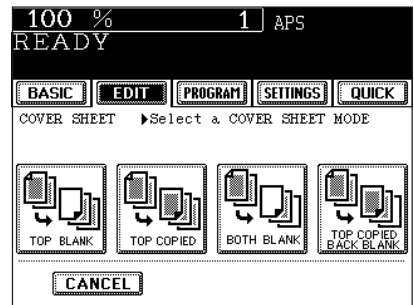 100 % 1 APS
READY
BASIC EDIT PROGRAM SETTINGS QUICK
COVER SHEET ▶Select a COVER SHEET MODE
TOP BLANK TOP COPIED BOTH BLANK TOP COPIED
BACK BLANK
CANCEL